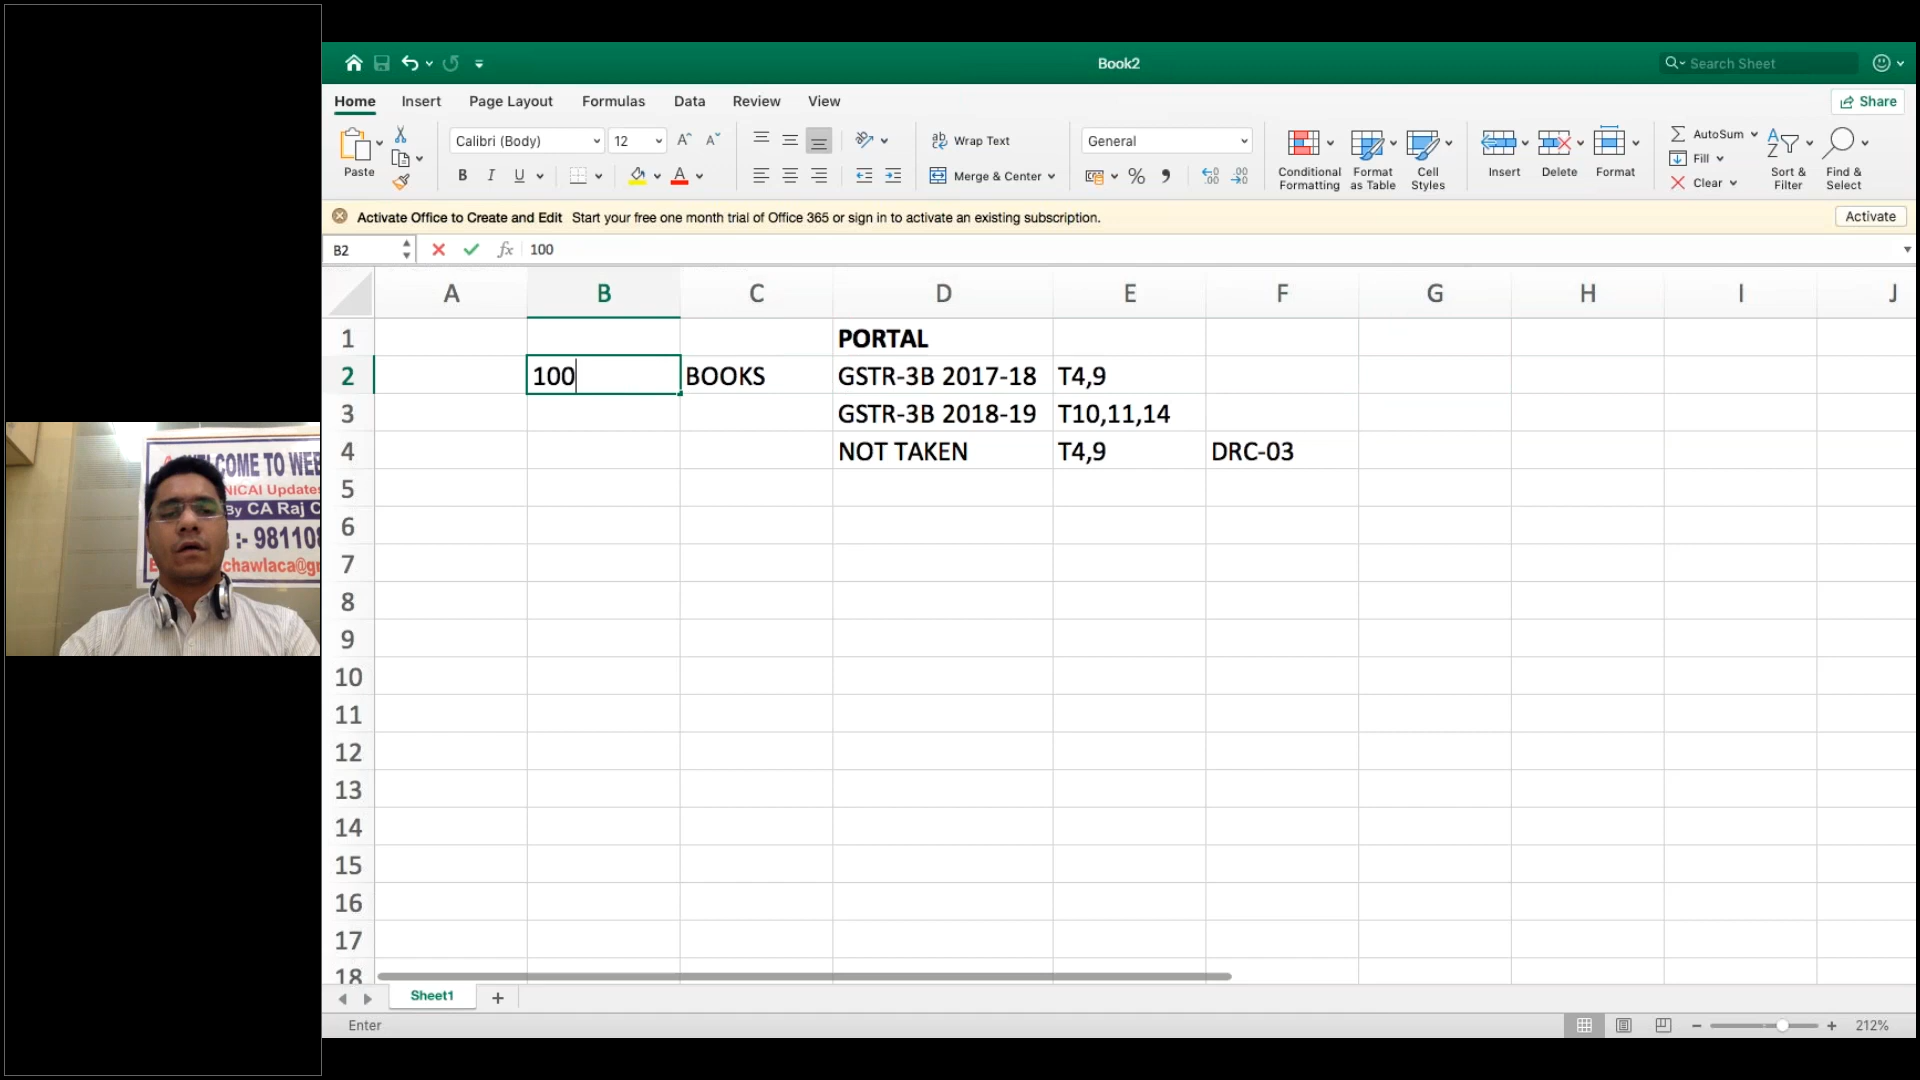 Book2
Search Sheet
Home Insert Page Layout Formulas Data Review View
Share
Paste
Calibri (Body) 12
B I U
Wrap Text
Merge & Center
General
Conditional Formatting
Format as Table
Cell Styles
Insert
Delete
Format
AutoSum
Fill
Clear
Sort & Filter
Find & Select
Activate Office to Create and Edit Start your free one month trial of Office 365 or sign in to activate an existing subscription.
Activate
B2 fx 100
A B C D E F G H I J
1 PORTAL
2 100 BOOKS GSTR-3B 2017-18 T4,9
3 GSTR-3B 2018-19 T10,11,14
4 NOT TAKEN T4,9 DRC-03
5
6
7
8
9
10
11
12
13
14
15
16
17
18
Sheet1
Enter
212%
COME TO WEB
NICAI Updates
By CA Raj C
:- 98110
chawlaca@g